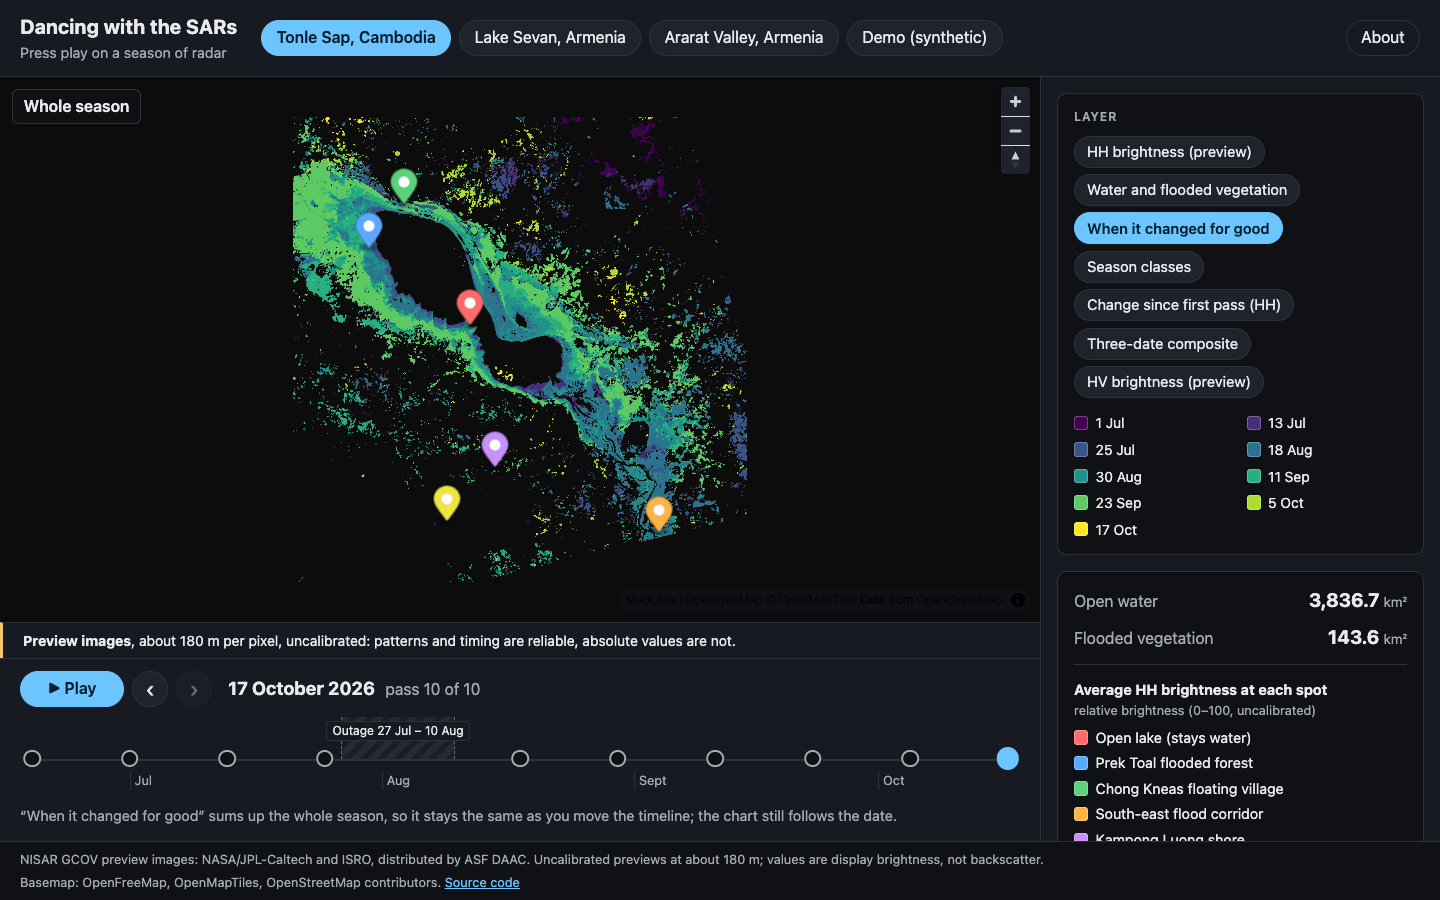 Dancing with the SARs
Press play on a season of radar
Tonle Sap, Cambodia
Lake Sevan, Armenia
Ararat Valley, Armenia
Demo (synthetic)
About
Whole season
MapLibre | OpenFreeMap © OpenMapTiles Data from OpenStreetMap
Preview images, about 180 m per pixel, uncalibrated: patterns and timing are reliable, absolute values are not.
Play
17 October 2026 pass 10 of 10
Outage 27 Jul – 10 Aug
Jul
Aug
Sept
Oct
“When it changed for good” sums up the whole season, so it stays the same as you move the timeline; the chart still follows the date.
LAYER
HH brightness (preview)
Water and flooded vegetation
When it changed for good
Season classes
Change since first pass (HH)
Three-date composite
HV brightness (preview)
1 Jul
13 Jul
25 Jul
18 Aug
30 Aug
11 Sep
23 Sep
5 Oct
17 Oct
Open water 3,836.7 km²
Flooded vegetation 143.6 km²
Average HH brightness at each spot
relative brightness (0–100, uncalibrated)
Open lake (stays water)
Prek Toal flooded forest
Chong Kneas floating village
South-east flood corridor
Kampong Luong shore
NISAR GCOV preview images: NASA/JPL-Caltech and ISRO, distributed by ASF DAAC. Uncalibrated previews at about 180 m; values are display brightness, not backscatter.
Basemap: OpenFreeMap, OpenMapTiles, OpenStreetMap contributors. Source code